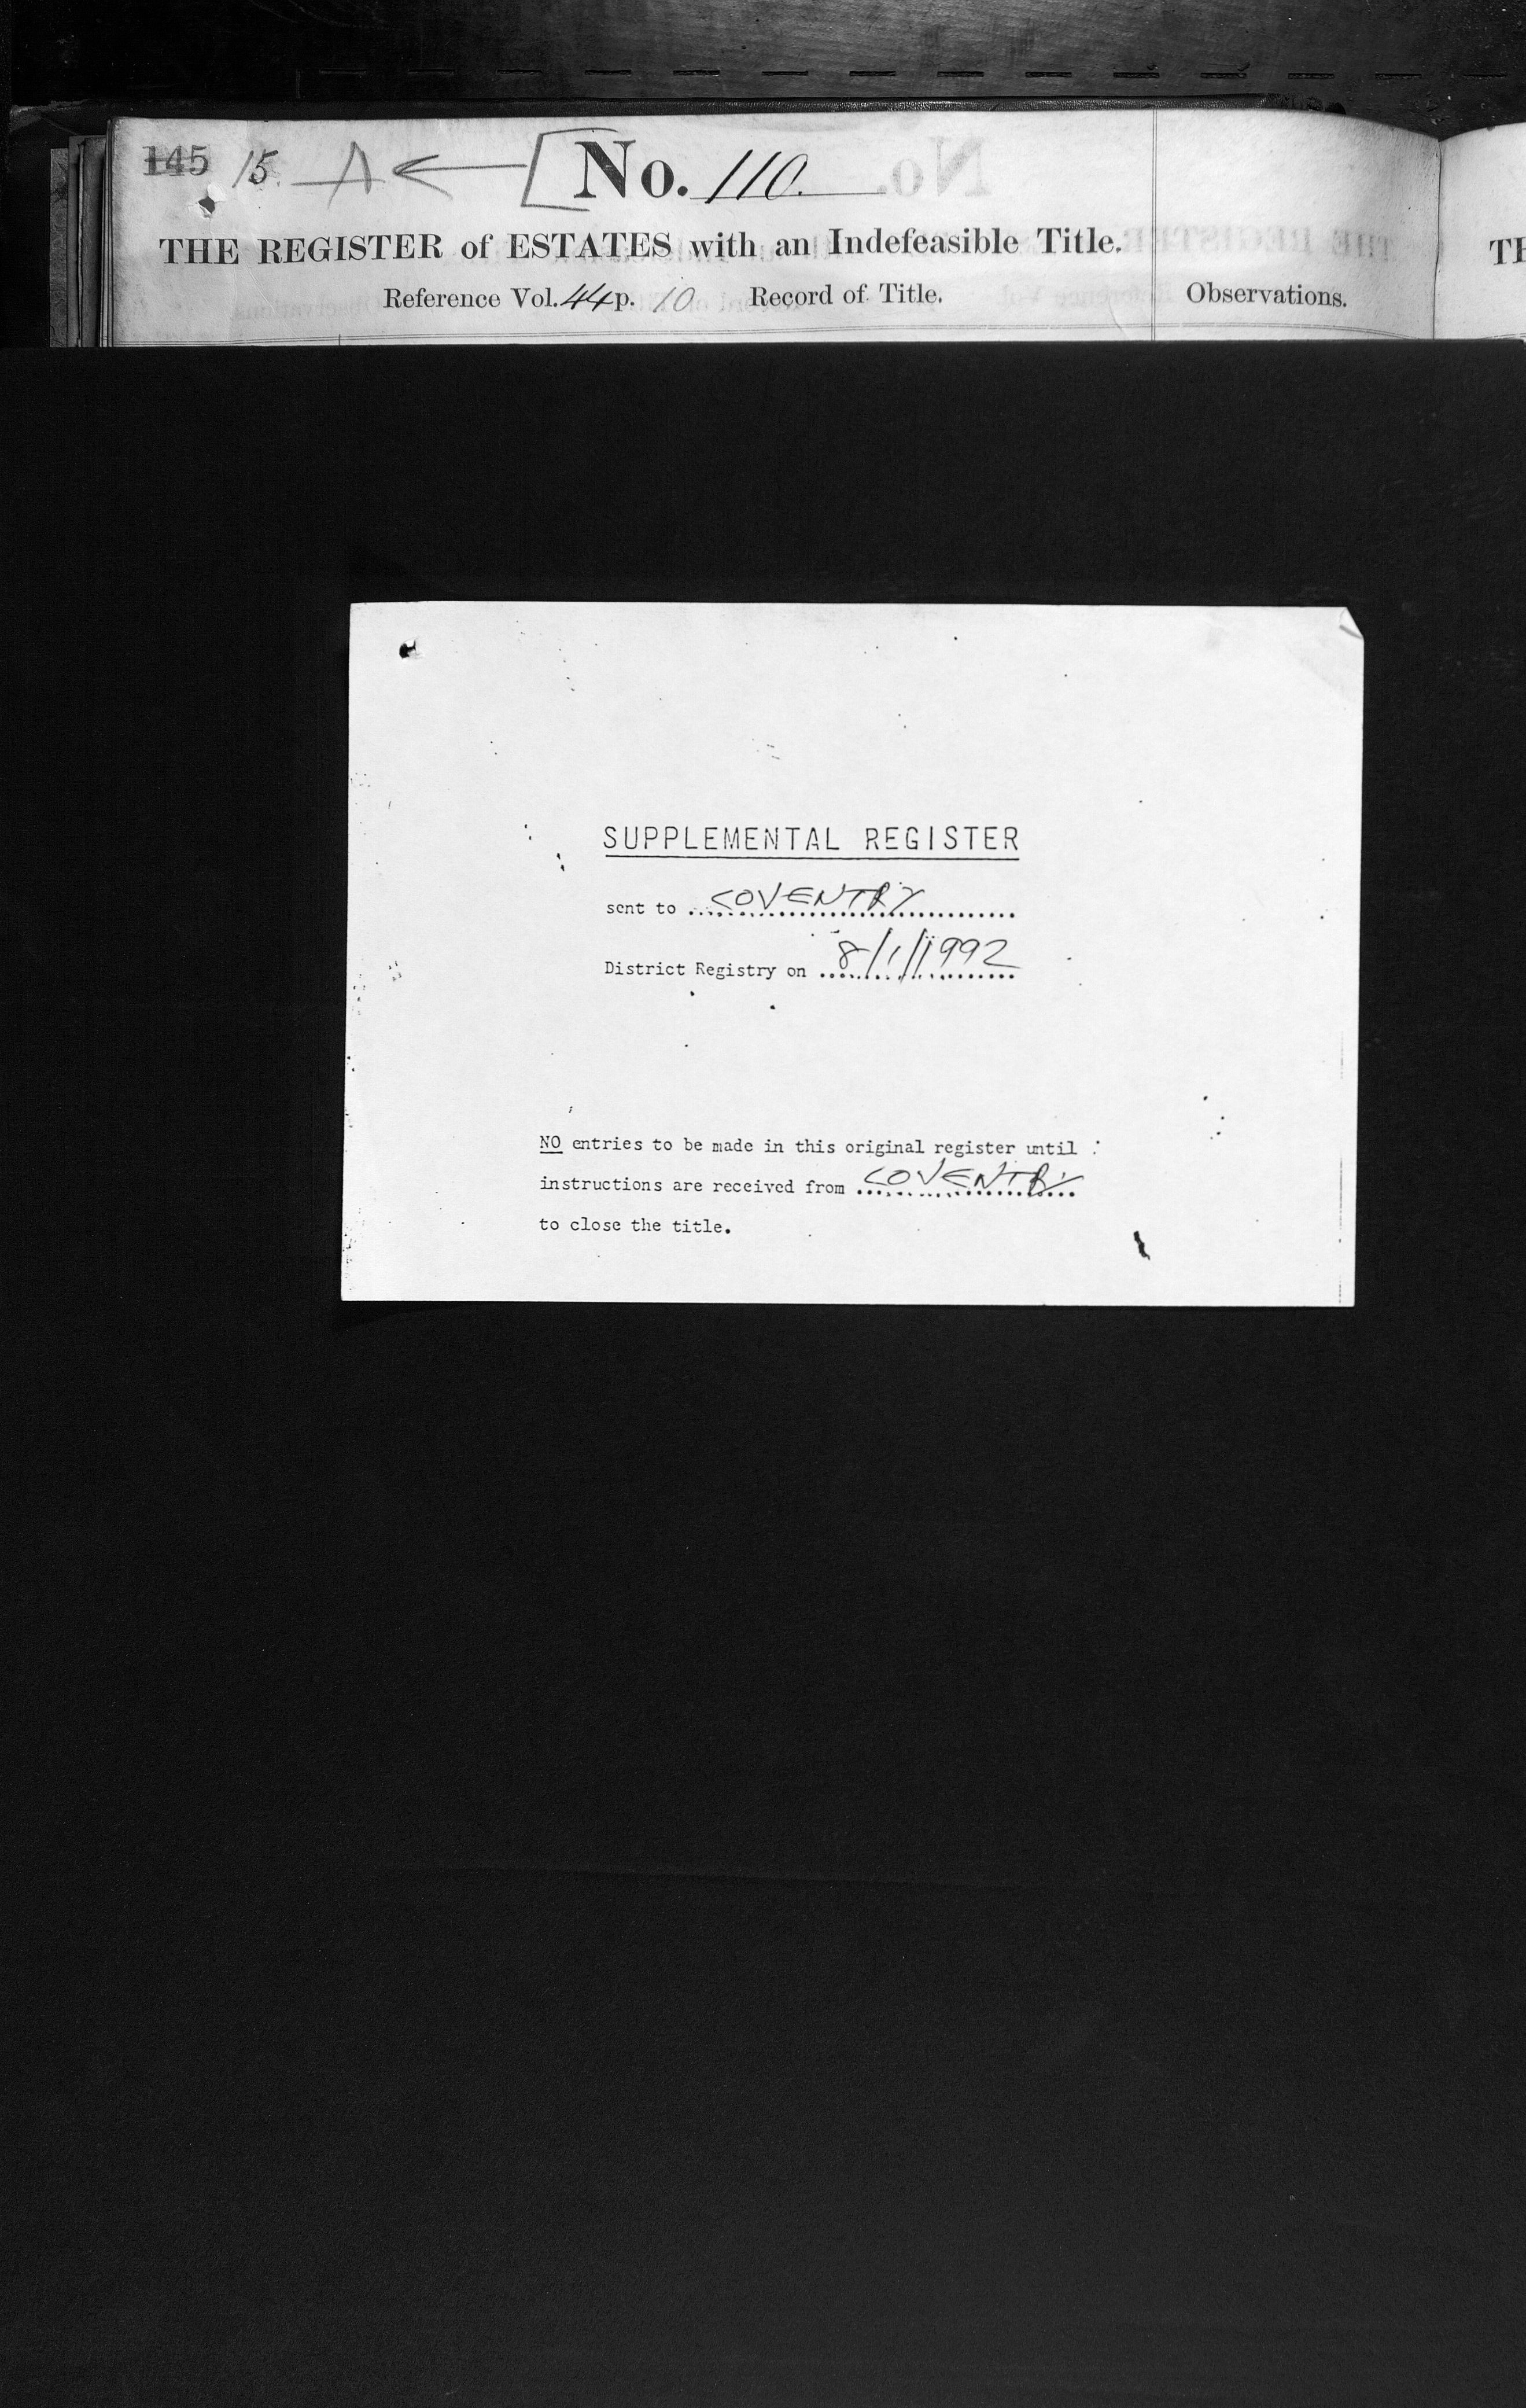 145 15. A ← [No. 110.
THE REGISTER of ESTATES with an Indefeasible Title.
Reference Vol. 44 p. 10 Record of Title.
Observations.
TH
SUPPLEMENTAL REGISTER
sent to COVENTRY
District Registry on 8/1/1992
NO entries to be made in this original register until
instructions are received from COVENTRY
to close the title.